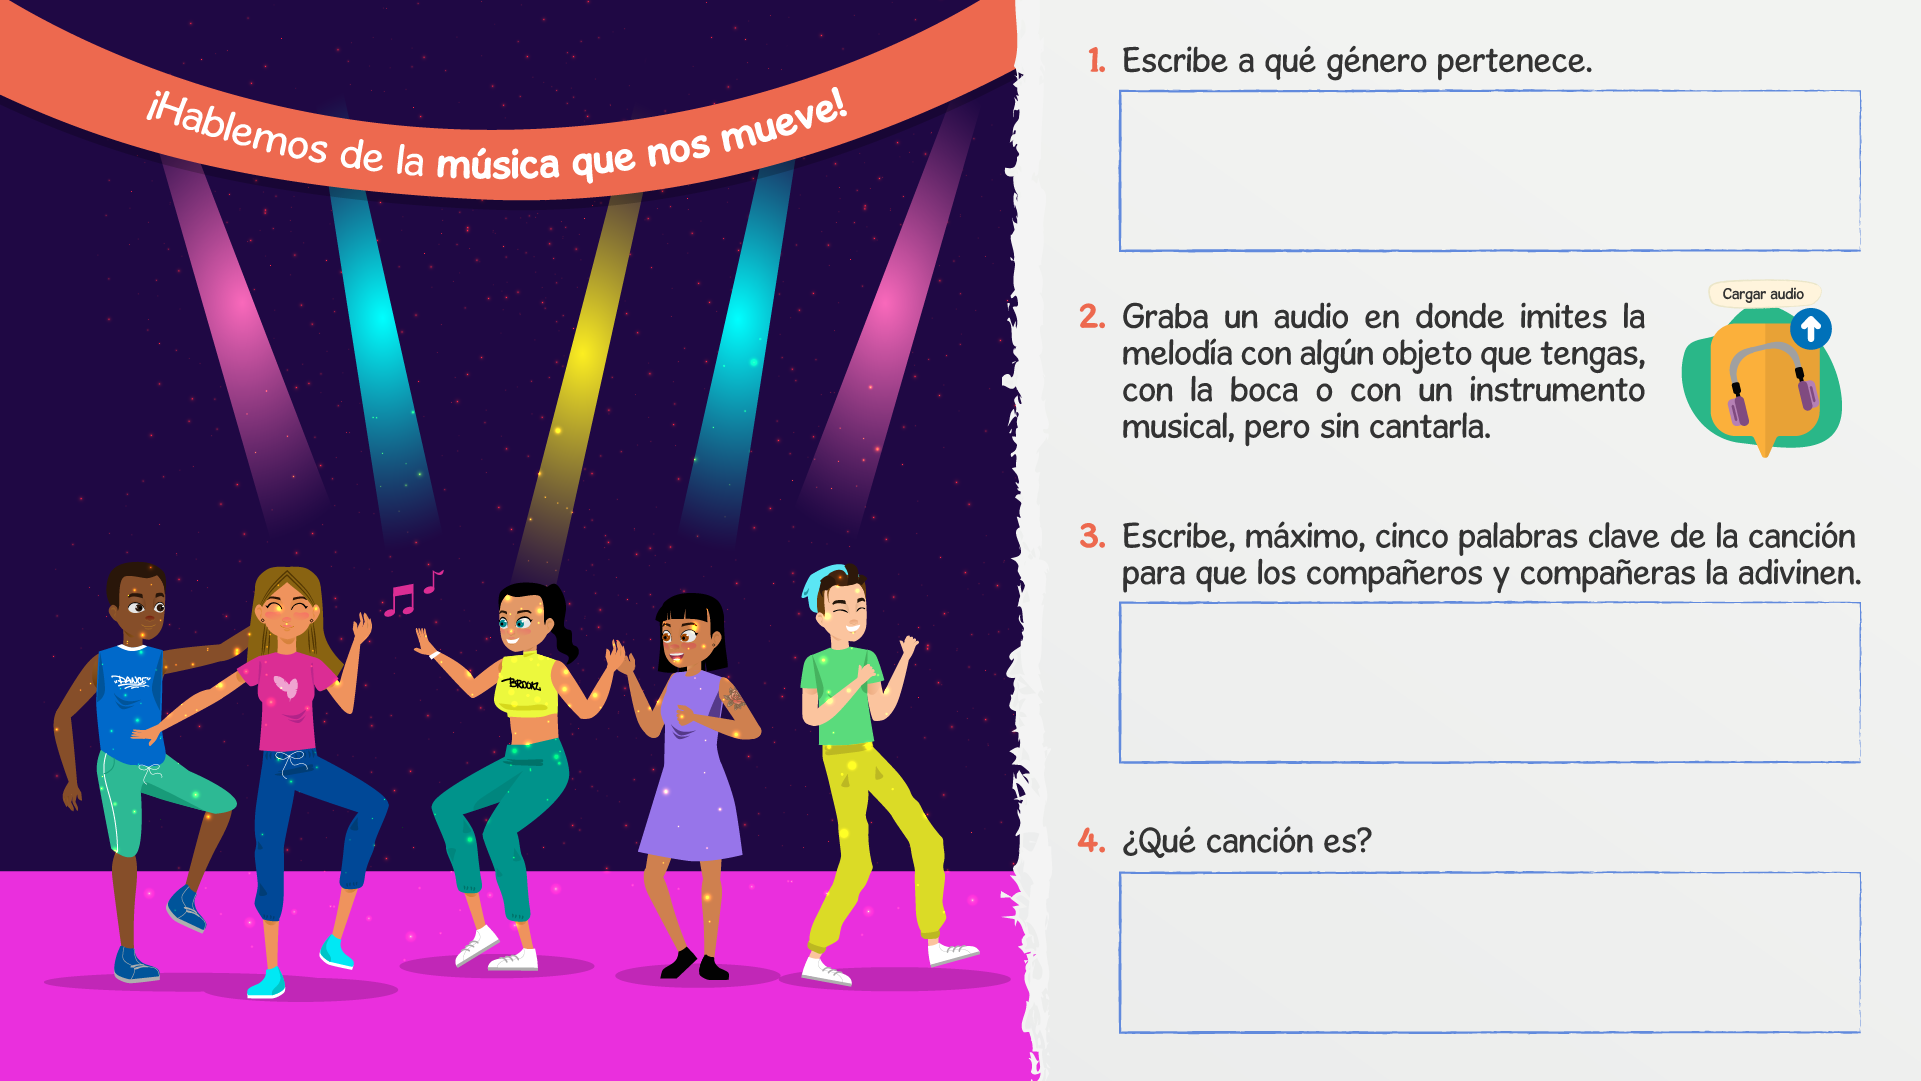 ¡Hablemos de la música que nos mueve!
DANCE
BROOKL
1. Escribe a qué género pertenece.
Cargar audio
2. Graba un audio en donde imites la
melodía con algún objeto que tengas,
con la boca o con un instrumento
musical, pero sin cantarla.
3. Escribe, máximo, cinco palabras clave de la canción
para que los compañeros y compañeras la adivinen.
4. ¿Qué canción es?